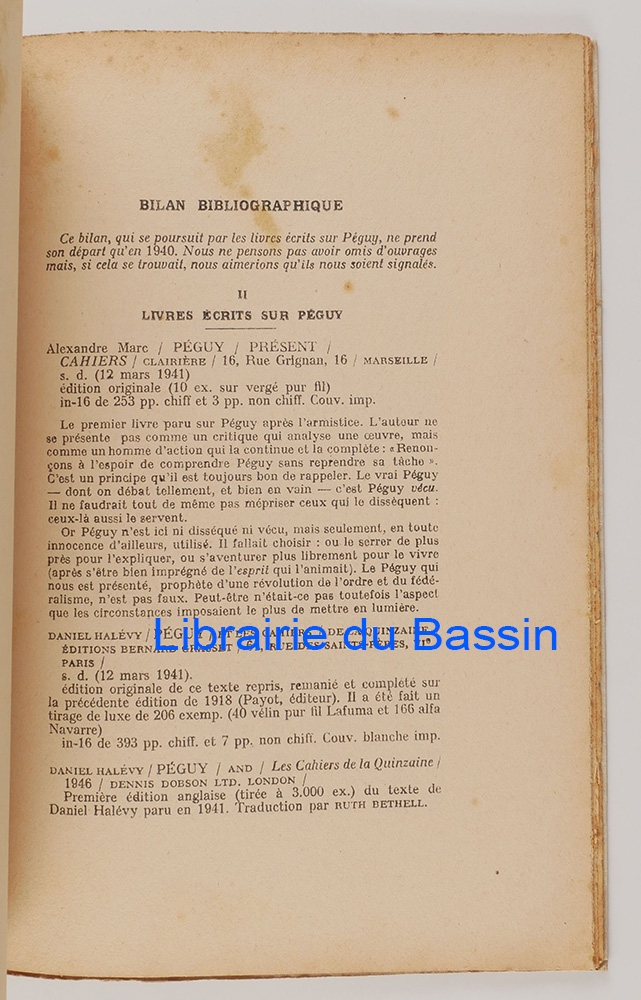 BILAN BIBLIOGRAPHIQUE
Ce bilan, qui se poursuit par les livres écrits sur Péguy, ne prend
son départ qu'en 1940. Nous ne pensons pas avoir omis d'ouvrages
mais, si cela se trouvait, nous aimerions qu'ils nous soient signalés.
II
LIVRES ÉCRITS SUR PÉGUY
Alexandre Marc / PÉGUY / PRÉSENT /
CAHIERS / CLAIRIÈRE / 16, Rue Grignan, 16 / MARSEILLE /
s. d. (12 mars 1941)
édition originale (10 ex. sur vergé pur fil)
in-16 de 253 pp. chiff et 3 pp. non chiff. Couv. imp.
Le premier livre paru sur Péguy après l'armistice. L'auteur ne
se présente pas comme un critique qui analyse une œuvre, mais
comme un homme d'action qui la continue et la complète : « Renon-
çons à l'espoir de comprendre Péguy sans reprendre sa tâche ».
C'est un principe qu'il est toujours bon de rappeler. Le vrai Péguy
— dont on débat tellement, et bien en vain — c'est Péguy vécu.
Il ne faudrait tout de même pas mépriser ceux qui le dissèquent :
ceux-là aussi le servent.
Or Péguy n'est ici ni disséqué ni vécu, mais seulement, en toute
innocence d'ailleurs, utilisé. Il fallait choisir : ou le serrer de plus
près pour l'expliquer, ou s'aventurer plus librement pour le vivre
(après s'être bien imprégné de l'esprit qui l'animait). Le Péguy qui
nous est présenté, prophète d'une révolution de l'ordre et du fédé-
ralisme, n'est pas faux. Peut-être n'était-ce pas toutefois l'aspect
que les circonstances imposaient le plus de mettre en lumière.
DANIEL HALÉVY / PÉGUY / ET LES CAHIERS / DE LA QUINZAINE
ÉDITIONS BERNARD GRASSET / 61, RUE DES SAINTS-PÈRES, VIe
PARIS /
s. d. (12 mars 1941).
édition originale de ce texte repris, remanié et complété sur
la précédente édition de 1918 (Payot, éditeur). Il a été fait un
tirage de luxe de 206 exemp. (40 vélin pur fil Lafuma et 166 alfa
Navarre)
in-16 de 393 pp. chiff. et 7 pp. non chiff. Couv. blanche imp.
DANIEL HALÉVY / PÉGUY / AND / Les Cahiers de la Quinzaine /
1946 / DENNIS DOBSON LTD. LONDON /
Première édition anglaise (tirée à 3.000 ex.) du texte de
Daniel Halévy paru en 1941. Traduction par RUTH BETHELL.
Librairie du Bassin